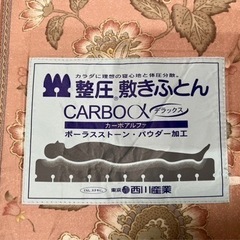 カラダに理想の寝心地と体圧分散。
整圧®敷きふとん
CARBOα デラックス
カーボアルファ
ポーラスストーン・パウダー加工
東京 西川産業